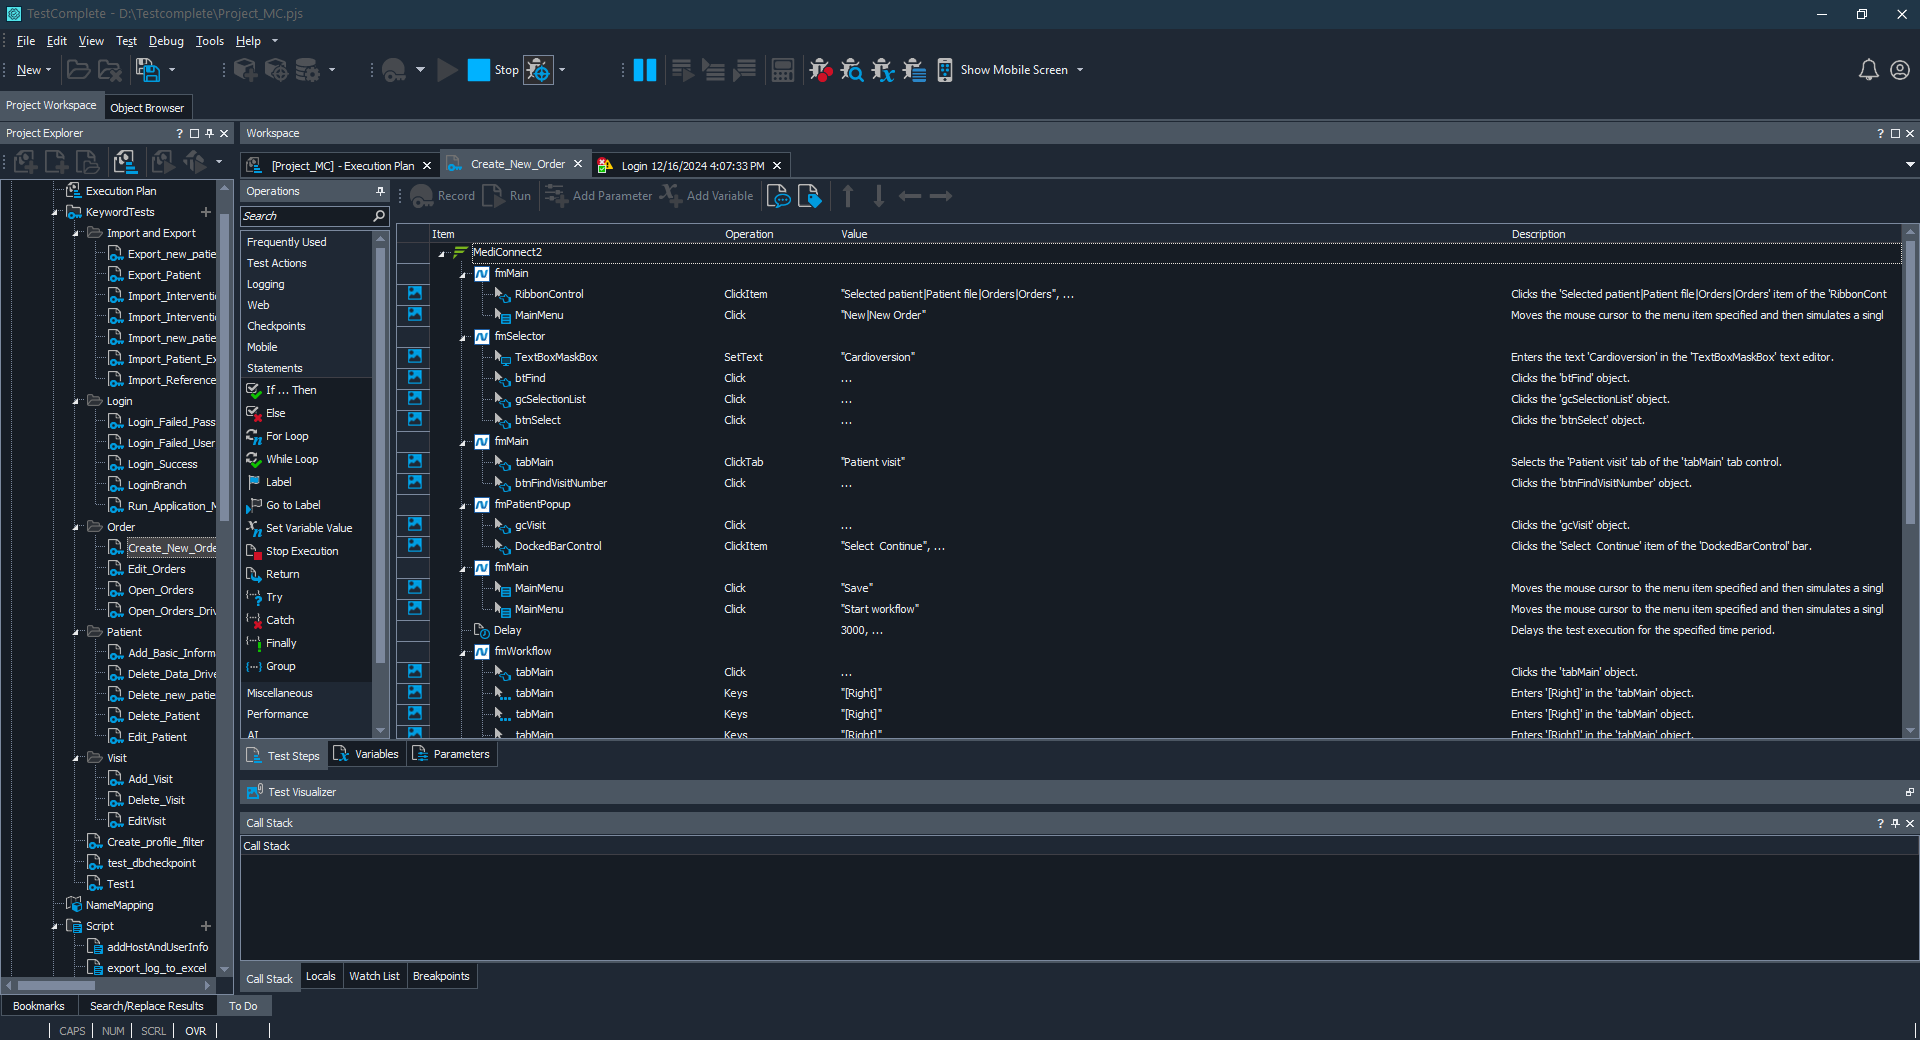 TestComplete - D:\Testcomplete\Project_MC.pjs
File Edit View Test Debug Tools Help
New Stop Show Mobile Screen
Project Workspace Object Browser
Project Explorer ?
Workspace ?
[Project_MC] - Execution Plan Create_New_Order Login 12/16/2024 4:07:33 PM
Execution Plan
KeywordTests
Import and Export
Export_new_patie
Export_Patient
Import_Interventi
Import_Interventi
Import_new_patie
Import_Patient_Ex
Import_Reference
Login
Login_Failed_Pass
Login_Failed_User
Login_Success
LoginBranch
Run_Application_M
Order
Create_New_Orde
Edit_Orders
Open_Orders
Open_Orders_Driv
Patient
Add_Basic_Inform
Delete_Data_Drive
Delete_new_patie
Delete_Patient
Edit_Patient
Visit
Add_Visit
Delete_Visit
EditVisit
Create_profile_filter
test_dbcheckpoint
Test1
NameMapping
Script
addHostAndUserInfo
export_log_to_excel
Operations
Search
Frequently Used
Test Actions
Logging
Web
Checkpoints
Mobile
Statements
If ... Then
Else
For Loop
While Loop
Label
Go to Label
Set Variable Value
Stop Execution
Return
Try
Catch
Finally
Group
Miscellaneous
Performance
AI
Record Run Add Parameter Add Variable
Item Operation Value Description
MediConnect2
fmMain
RibbonControl ClickItem "Selected patient|Patient file|Orders|Orders", ... Clicks the 'Selected patient|Patient file|Orders|Orders' item of the 'RibbonCont
MainMenu Click "New|New Order" Moves the mouse cursor to the menu item specified and then simulates a singl
fmSelector
TextBoxMaskBox SetText "Cardioversion" Enters the text 'Cardioversion' in the 'TextBoxMaskBox' text editor.
btFind Click ... Clicks the 'btFind' object.
gcSelectionList Click ... Clicks the 'gcSelectionList' object.
btnSelect Click ... Clicks the 'btnSelect' object.
fmMain
tabMain ClickTab "Patient visit" Selects the 'Patient visit' tab of the 'tabMain' tab control.
btnFindVisitNumber Click ... Clicks the 'btnFindVisitNumber' object.
fmPatientPopup
gcVisit Click ... Clicks the 'gcVisit' object.
DockedBarControl ClickItem "Select  Continue", ... Clicks the 'Select  Continue' item of the 'DockedBarControl' bar.
fmMain
MainMenu Click "Save" Moves the mouse cursor to the menu item specified and then simulates a singl
MainMenu Click "Start workflow" Moves the mouse cursor to the menu item specified and then simulates a singl
Delay 3000, ... Delays the test execution for the specified time period.
fmWorkflow
tabMain Click ... Clicks the 'tabMain' object.
tabMain Keys "[Right]" Enters '[Right]' in the 'tabMain' object.
tabMain Keys "[Right]" Enters '[Right]' in the 'tabMain' object.
tabMain Keys "[Right]" Enters '[Right]' in the 'tabMain' object.
Test Steps Variables Parameters
Test Visualizer
Call Stack ?
Call Stack
Call Stack Locals Watch List Breakpoints
Bookmarks Search/Replace Results To Do
CAPS NUM SCRL OVR